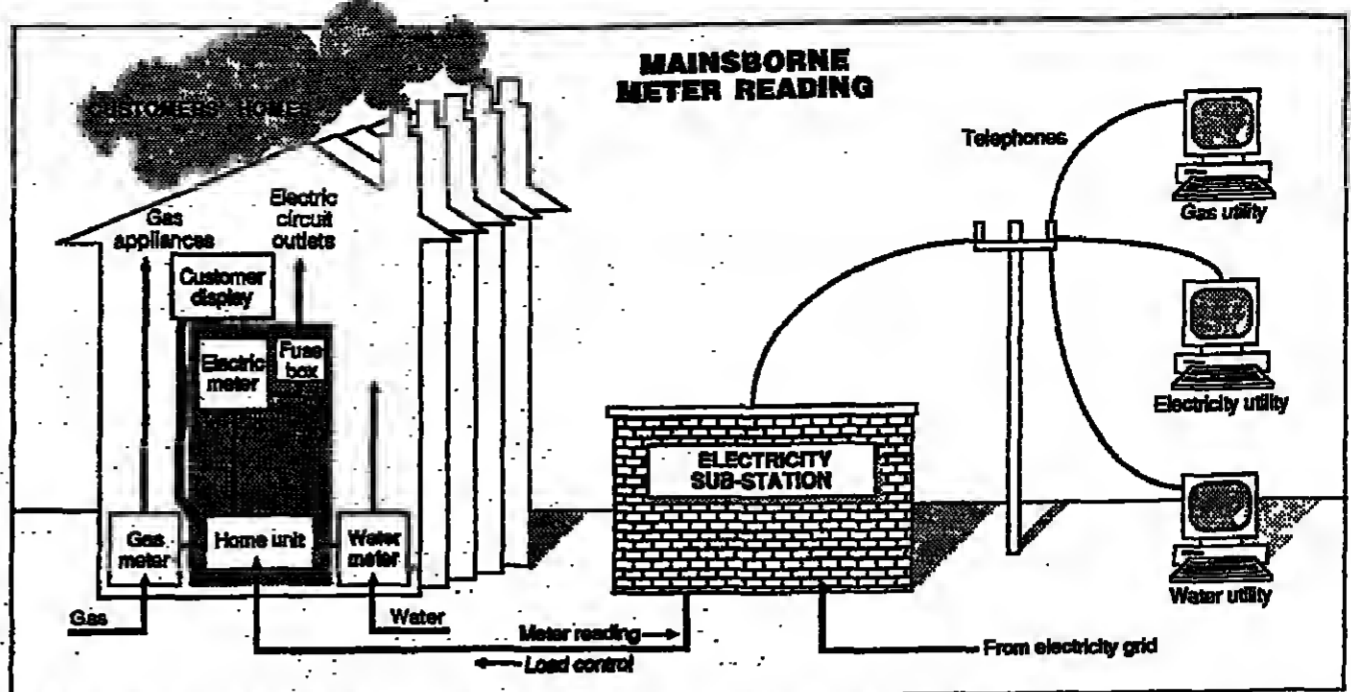 MAINSBORNE
METER READING
CUSTOMERS' HOMES
Gas
appliances
Electric
circuit
outlets
Customer
display
Electric
meter
Fuse
box
Gas
meter
Home unit
Water
meter
Gas
Water
Meter reading
Load control
ELECTRICITY
SUB-STATION
From electricity grid
Telephones
Gas utility
Electricity utility
Water utility